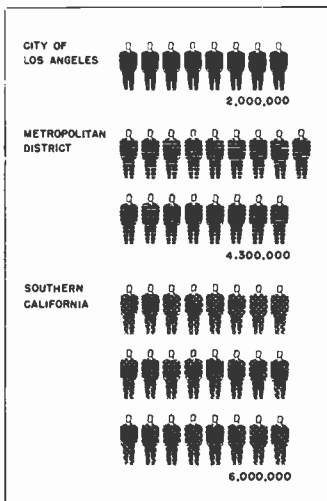 CITY OF
LOS ANGELES
2,000,000
METROPOLITAN
DISTRICT
4,300,000
SOUTHERN
CALIFORNIA
6,000,000